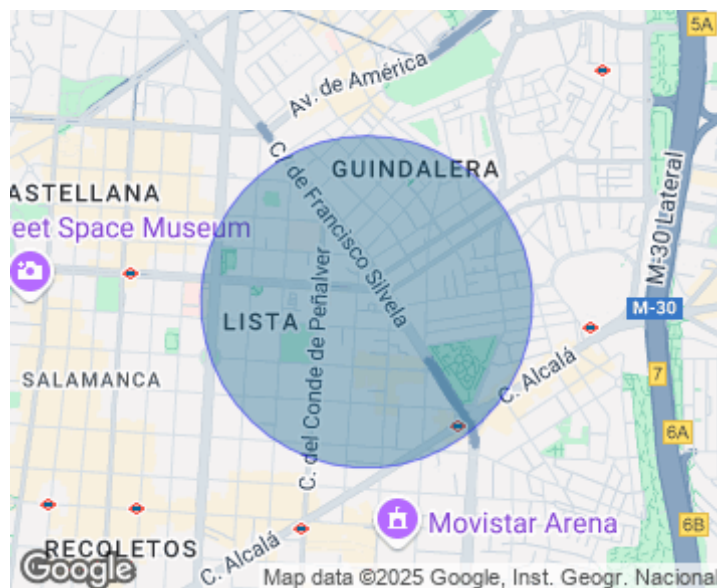 5A
Av. de América
C. de Francisco Silvela
GUINDALERA
ASTELLANA
eet Space Museum
M-30 Lateral
C. del Conde de Peñalver
LISTA
M-30
SALAMANCA
C. Alcalá
7
6A
Movistar Arena
6B
RECOLETOS
C. Alcalá
Google
Map data ©2025 Google, Inst. Geogr. Nacional